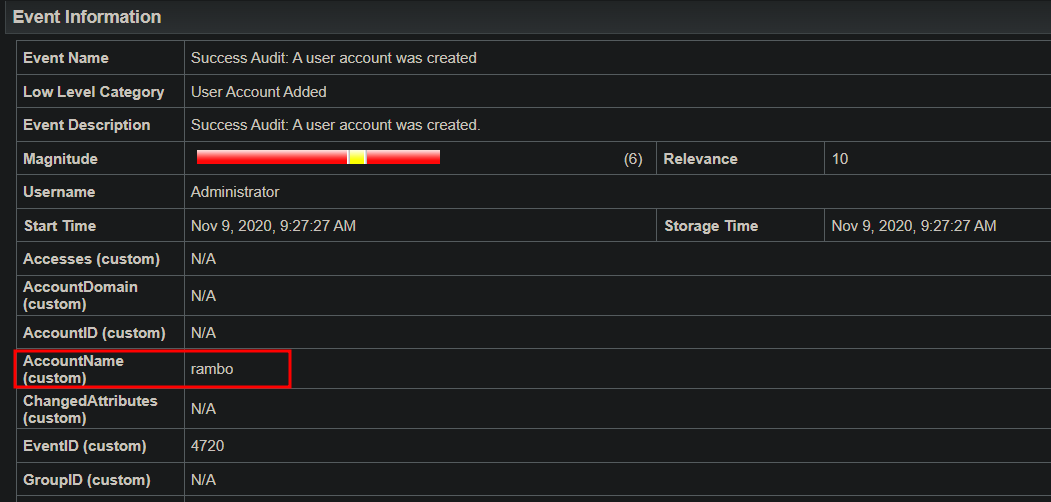 Event Information
Event Name Success Audit: A user account was created
Low Level Category User Account Added
Event Description Success Audit: A user account was created.
Magnitude (6) Relevance 10
Username Administrator
Start Time Nov 9, 2020, 9:27:27 AM Storage Time Nov 9, 2020, 9:27:27 AM
Accesses (custom) N/A
AccountDomain
(custom) N/A
AccountID (custom) N/A
AccountName
(custom) rambo
ChangedAttributes
(custom) N/A
EventID (custom) 4720
GroupID (custom) N/A